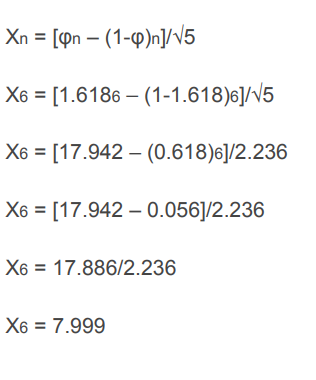 Xn = [φn – (1-φ)n]/√5
X6 = [1.6186 – (1-1.618)6]/√5
X6 = [17.942 – (0.618)6]/2.236
X6 = [17.942 – 0.056]/2.236
X6 = 17.886/2.236
X6 = 7.999